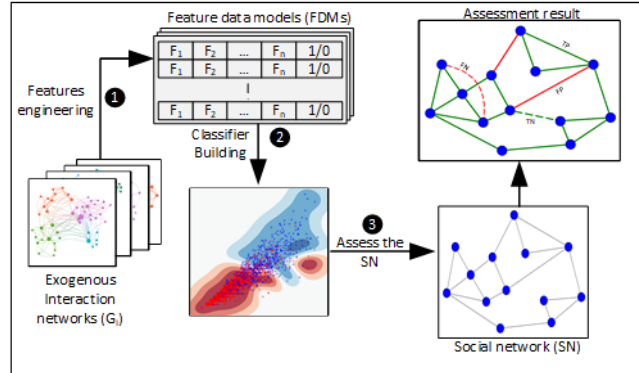 Feature data models (FDMs)
F1 F2 ... Fn 1/0
F1 F2 ... Fn 1/0
F1 F2 ... Fn 1/0
Features
engineering
1
Classifier
Building
2
Exogenous
Interaction
networks (Gi)
3
Assess the
SN
Assessment result
FN
TP
FP
TN
Social network (SN)